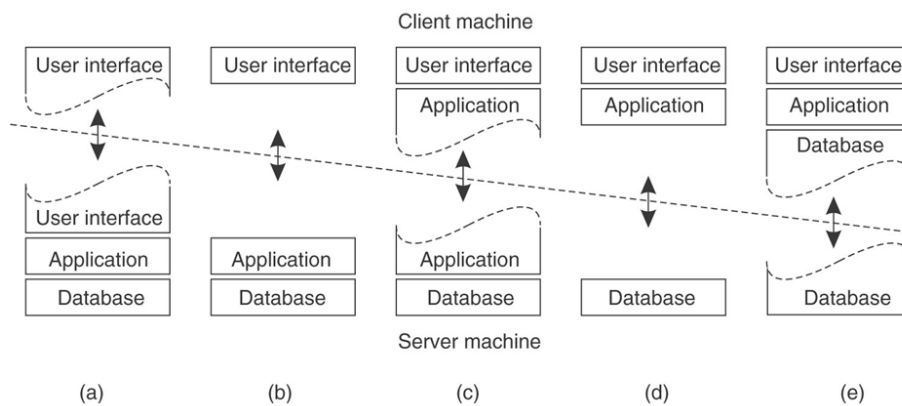 Client machine
User interface
User interface
User interface
User interface
User interface
Application
Application
Application
Database
User interface
Application
Application
Application
Database
Database
Database
Database
Database
Server machine
(a)
(b)
(c)
(d)
(e)